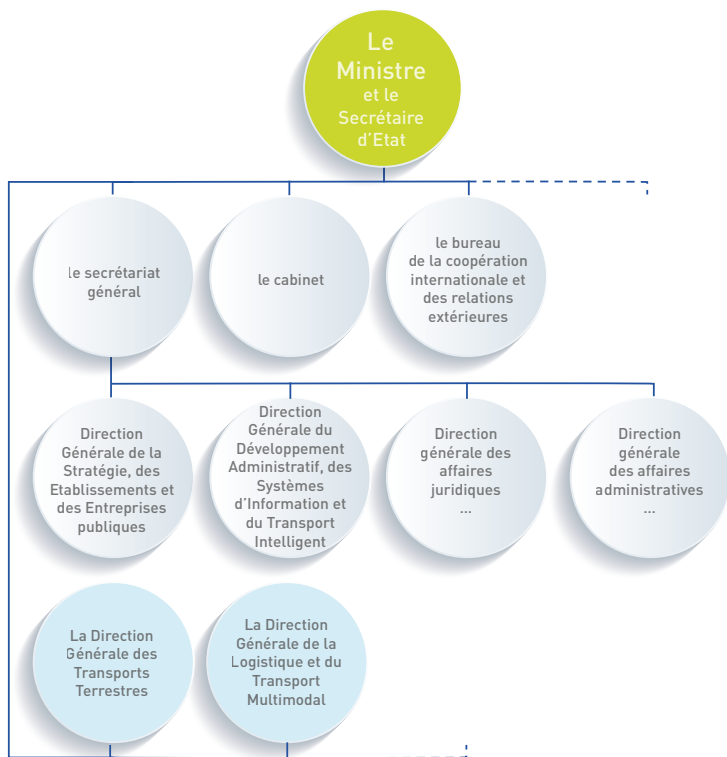 Le
Ministre
et le
Secrétaire
d'Etat
le secrétariat
général
le cabinet
le bureau
de la coopération
internationale et
des relations
extérieures
Direction
Générale de la
Stratégie, des
Etablissements et
des Entreprises
publiques
Direction
Générale du
Développement
Administratif, des
Systèmes
d'Information et
du Transport
Intelligent
Direction
générale des
affaires
juridiques
...
Direction
générale
des affaires
administratives
...
La Direction
Générale des
Transports
Terrestres
La Direction
Générale de la
Logistique et du
Transport
Multimodal